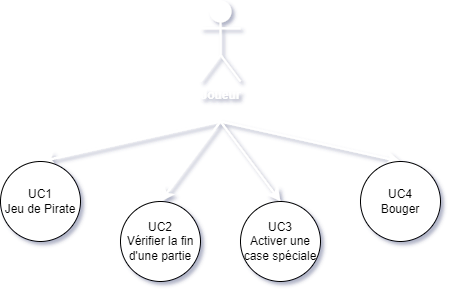 Joueur
UC1
Jeu de Pirate
UC2
Vérifier la fin
d'une partie
UC3
Activer une
case spéciale
UC4
Bouger